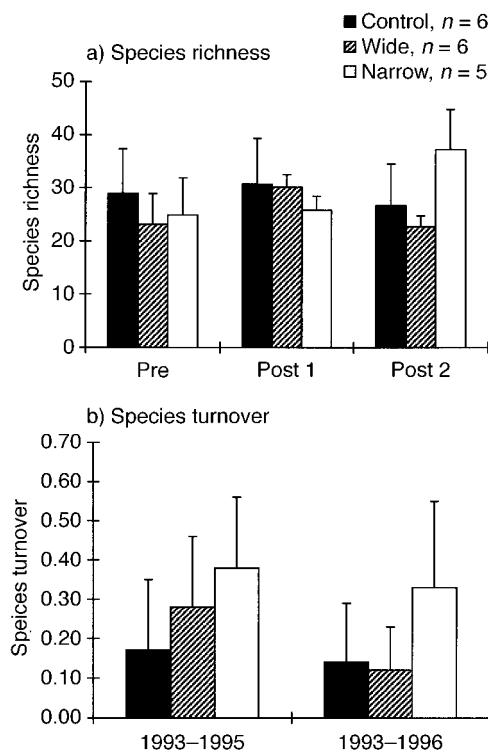 Control, n = 6
Wide, n = 6
Narrow, n = 5
a) Species richness
Species richness
50
40
30
20
10
0
Pre
Post 1
Post 2
b) Species turnover
Speices turnover
0.70
0.60
0.50
0.40
0.30
0.20
0.10
0.00
1993–1995
1993–1996